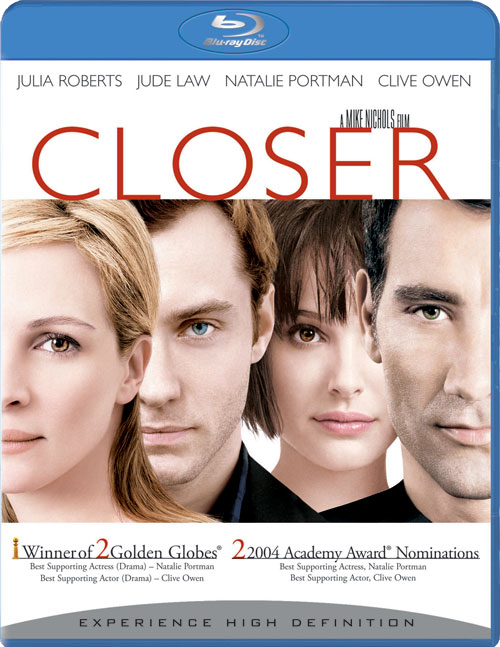 Blu-ray Disc
JULIA ROBERTS JUDE LAW NATALIE PORTMAN CLIVE OWEN
A MIKE NICHOLS FILM
CLOSER
Winner of 2 Golden Globes® 2 2004 Academy Award® Nominations
Best Supporting Actress (Drama) – Natalie Portman Best Supporting Actress, Natalie Portman
Best Supporting Actor (Drama) – Clive Owen Best Supporting Actor, Clive Owen
EXPERIENCE HIGH DEFINITION